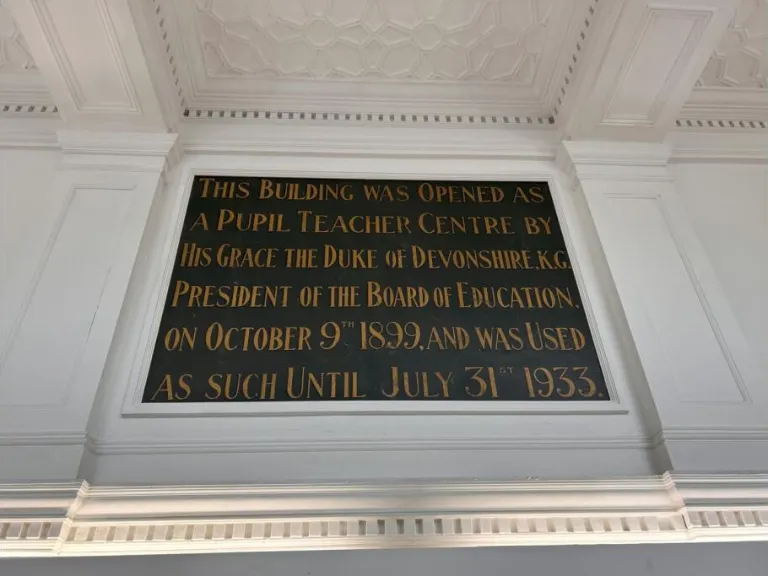 This Building was Opened as
a Pupil Teacher Centre by
His Grace the Duke of Devonshire, K.G.
President of the Board of Education.
on October 9th 1899, and was Used
as such Until July 31st 1933.